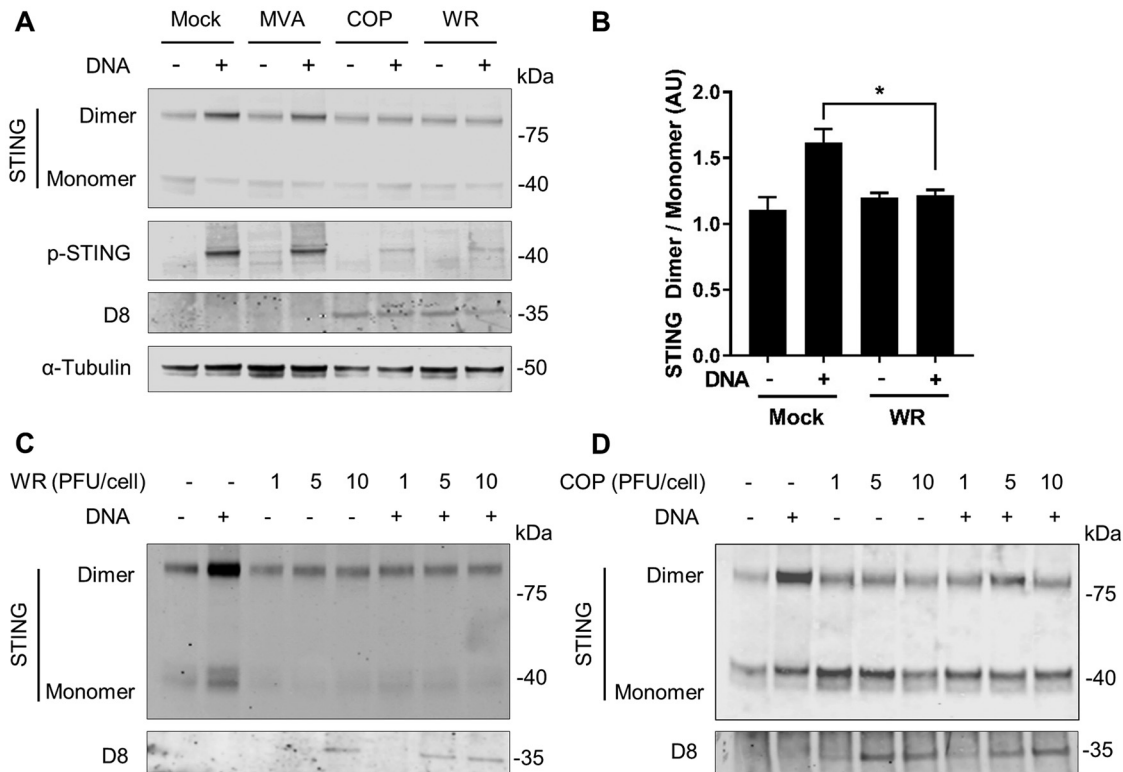 A
Mock MVA COP WR
DNA - + - + - + - + kDa
STING
Dimer
-75
Monomer
-40
p-STING -40
D8 -35
α-Tubulin -50
B
STING Dimer / Monomer (AU)
2.0
1.5
1.0
0.5
0.0
*
DNA - + - +
Mock WR
C
WR (PFU/cell) - - 1 5 10 1 5 10
DNA - + - - - + + + kDa
STING
Dimer
-75
-40
Monomer
D8 -35
D
COP (PFU/cell) - - 1 5 10 1 5 10
DNA - + - - - + + + kDa
STING
Dimer
-75
-40
Monomer
D8 -35